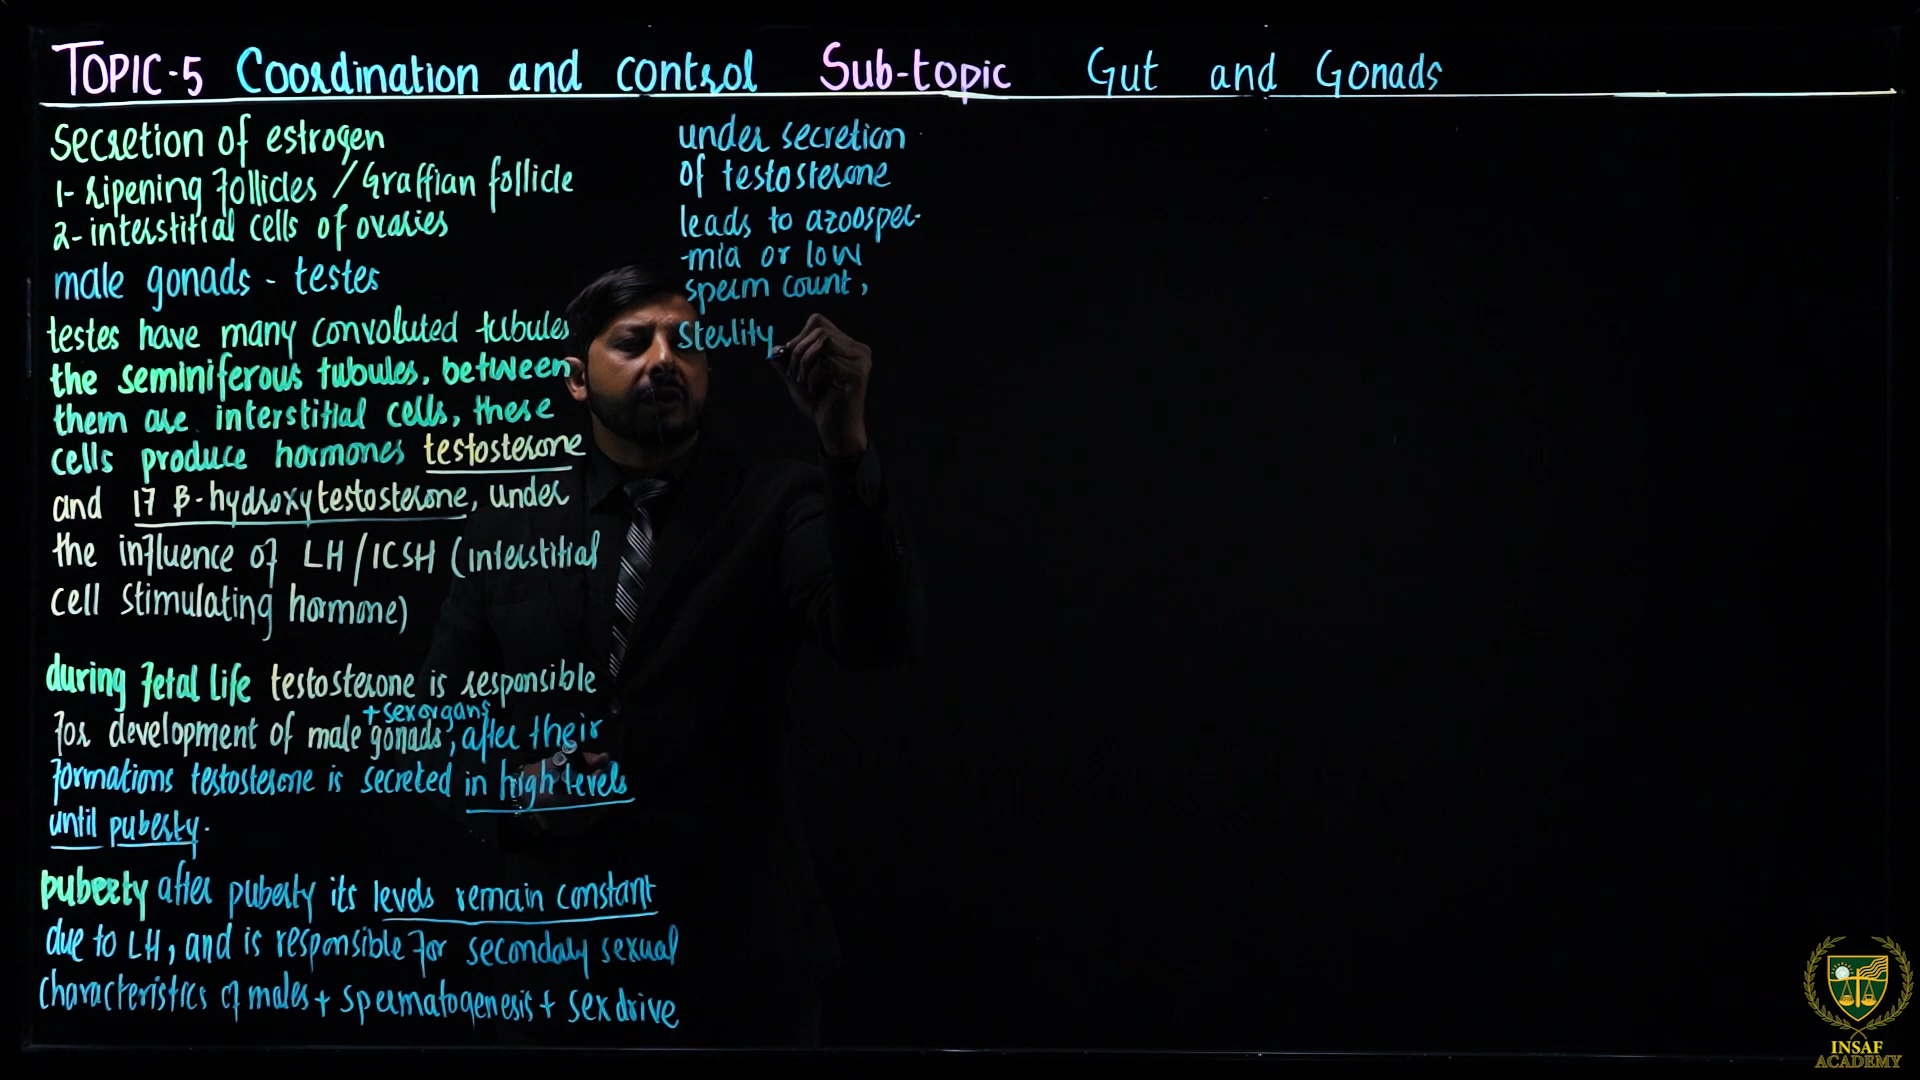 TOPIC-5 Coordination and control Sub-topic Gut and Gonads
Secretion of estrogen
1- ripening follicles / Graffian follicle
2- interstitial cells of ovaries
male gonads - testes
testes have many convoluted tubules
the seminiferous tubules, between
them are interstitial cells, these
cells produce hormones testosterone
and 17 β-hydroxytestosterone, under
the influence of LH/ICSH (interstitial
cell stimulating hormone)
during fetal life testosterone is responsible
+ sex organs
for development of male gonads, after their
formations testosterone is secreted in high levels
until puberty.
puberty after puberty its levels remain constant
due to LH, and is responsible for secondary sexual
characteristics of males + spermatogenesis + sex drive
under secretion
of testosterone
leads to azoosper-
-mia or low
sperm count,
Sterlity
INSAF
ACADEMY